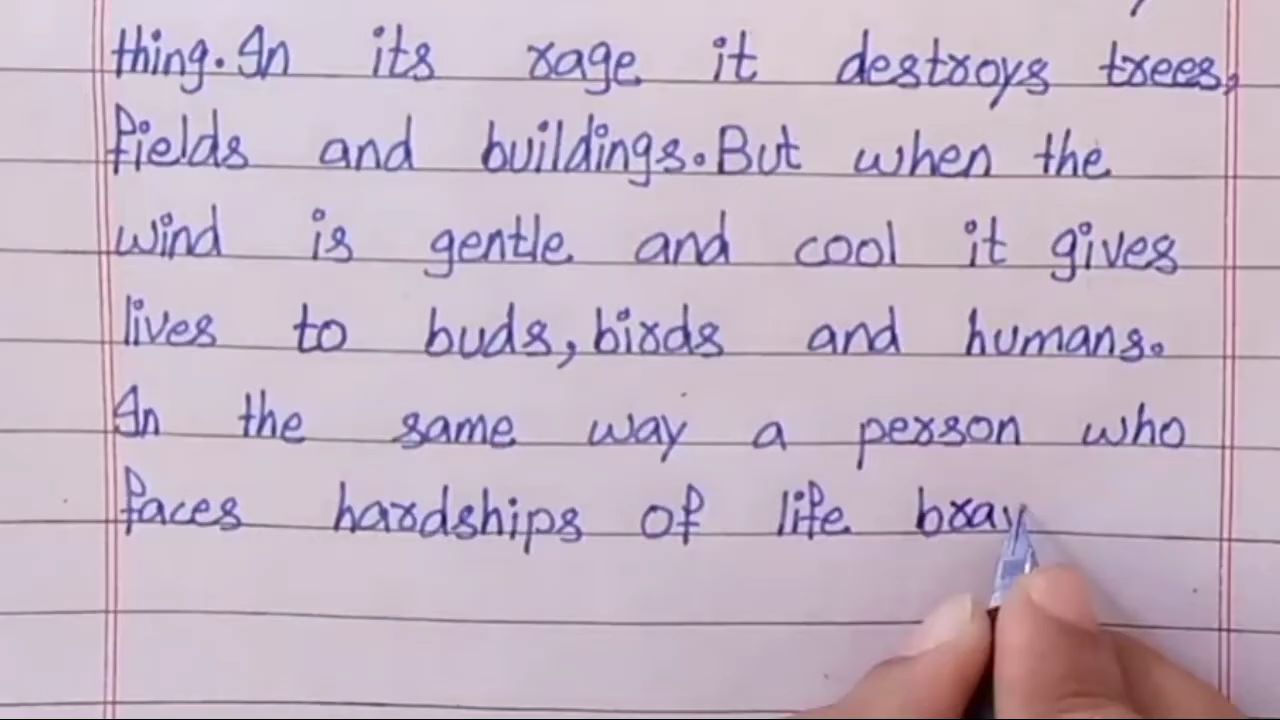 thing. In its rage it destroys trees,
fields and buildings. But when the
wind is gentle and cool it gives
lives to buds, birds and humans.
In the same way a person who
faces hardships of life brav